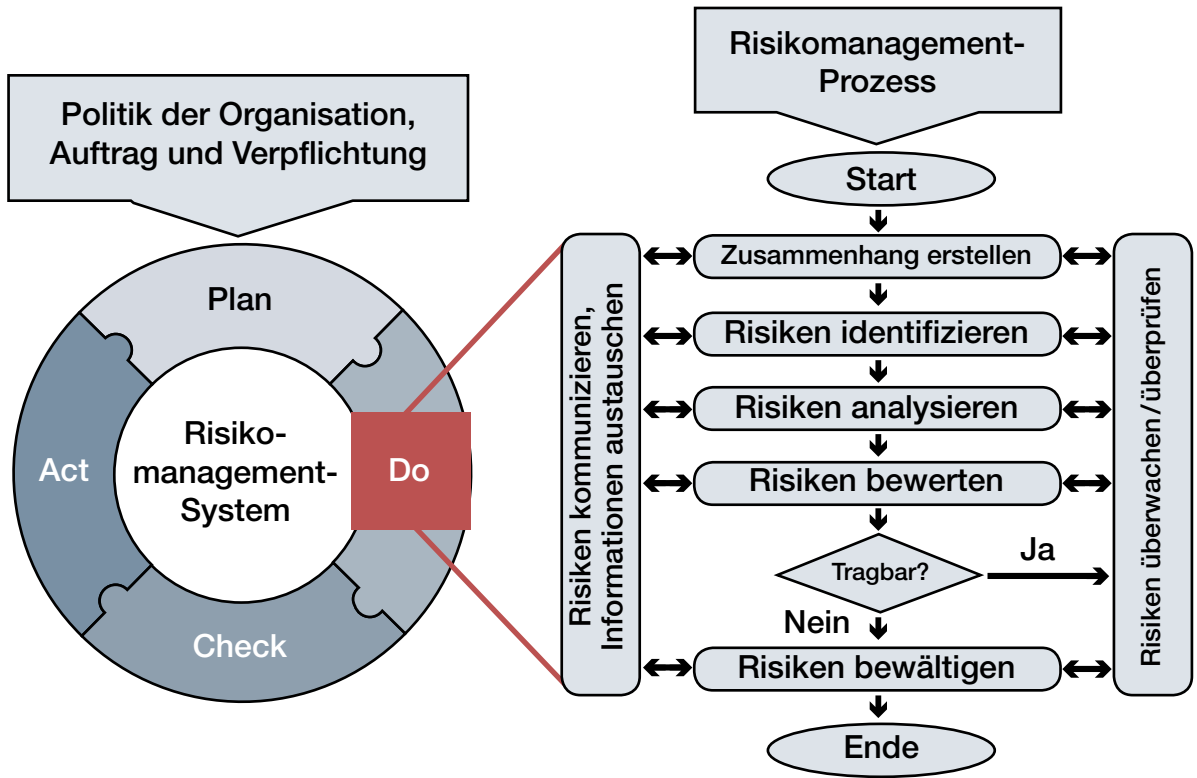 Politik der Organisation,
Auftrag und Verpflichtung
Plan
Act
Risiko-
management-
System
Do
Check
Risikomanagement-
Prozess
Start
Risiken kommunizieren,
Informationen austauschen
Zusammenhang erstellen
Risiken identifizieren
Risiken analysieren
Risiken bewerten
Tragbar?
Ja
Nein
Risiken bewältigen
Ende
Risiken überwachen/überprüfen